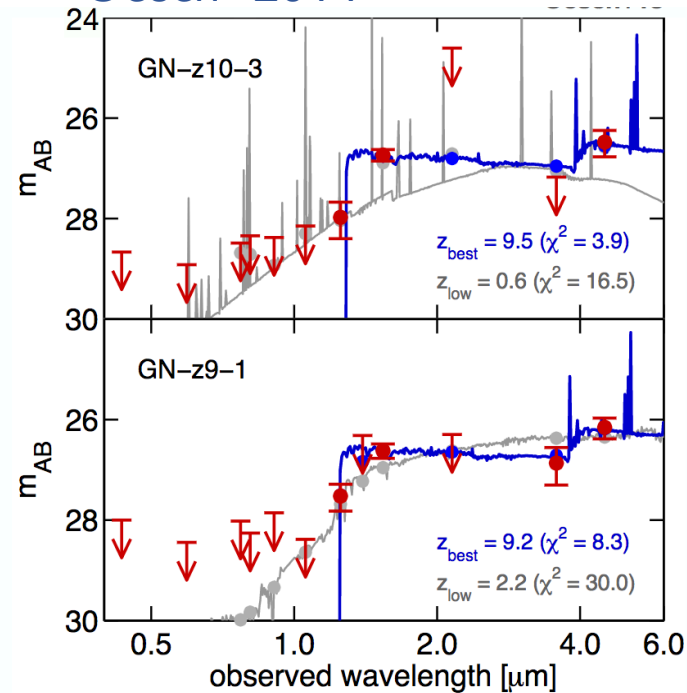 24
26
28
30
m_AB
GN-z10-3
z_best = 9.5 (χ² = 3.9)
z_low = 0.6 (χ² = 16.5)
26
28
30
m_AB
GN-z9-1
z_best = 9.2 (χ² = 8.3)
z_low = 2.2 (χ² = 30.0)
0.5 1.0 2.0 4.0 6.0
observed wavelength [μm]